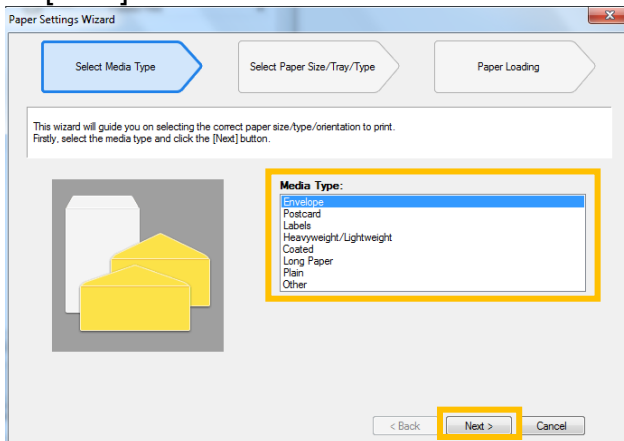 Paper Settings Wizard
Select Media Type
Select Paper Size/Tray/Type
Paper Loading
This wizard will guide you on selecting the correct paper size/type/orientation to print.
Firstly, select the media type and click the [Next] button.
Media Type:
Envelope
Postcard
Labels
Heavyweight/Lightweight
Coated
Long Paper
Plain
Other
< Back
Next >
Cancel